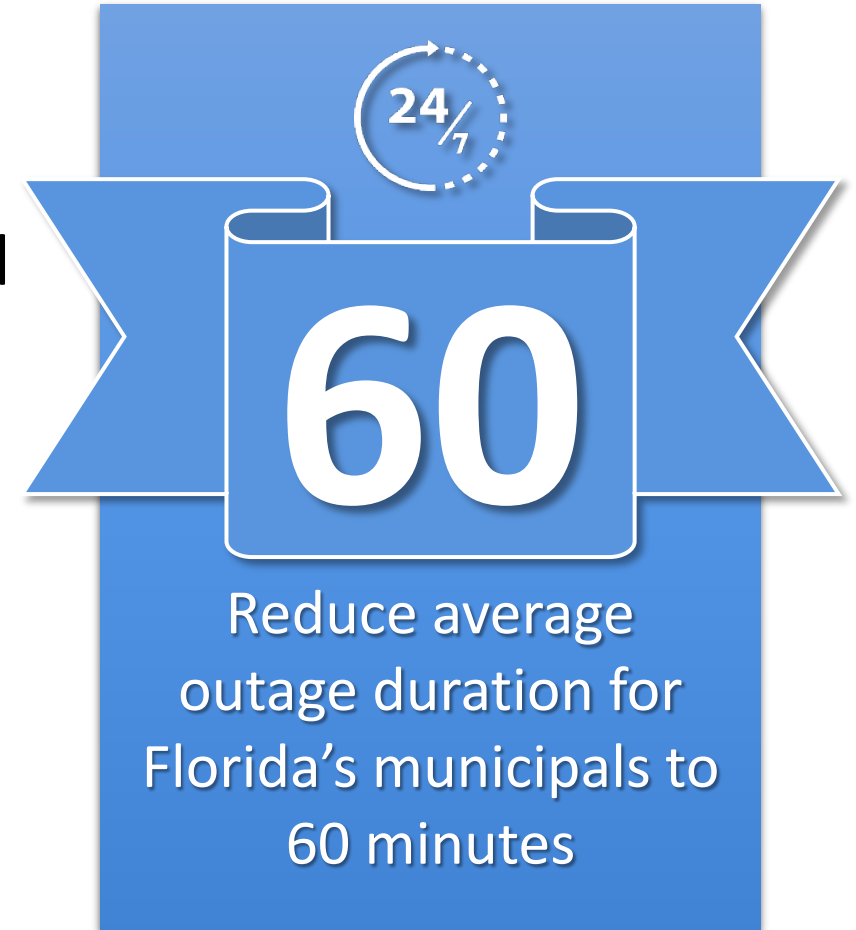 24/7
60
Reduce average
outage duration for
Florida’s municipals to
60 minutes